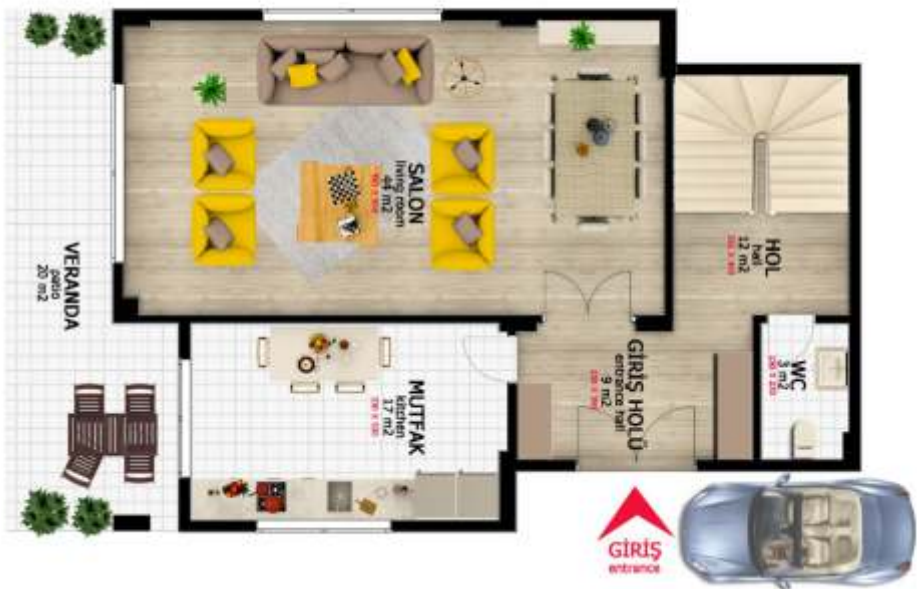 SALON
living room
44 m2
HOL
hall
12 m2
VERANDA
patio
20 m2
MUTFAK
kitchen
17 m2
GİRİŞ HOLÜ
entrance hall
9 m2
WC
3 m2
GİRİŞ
entrance